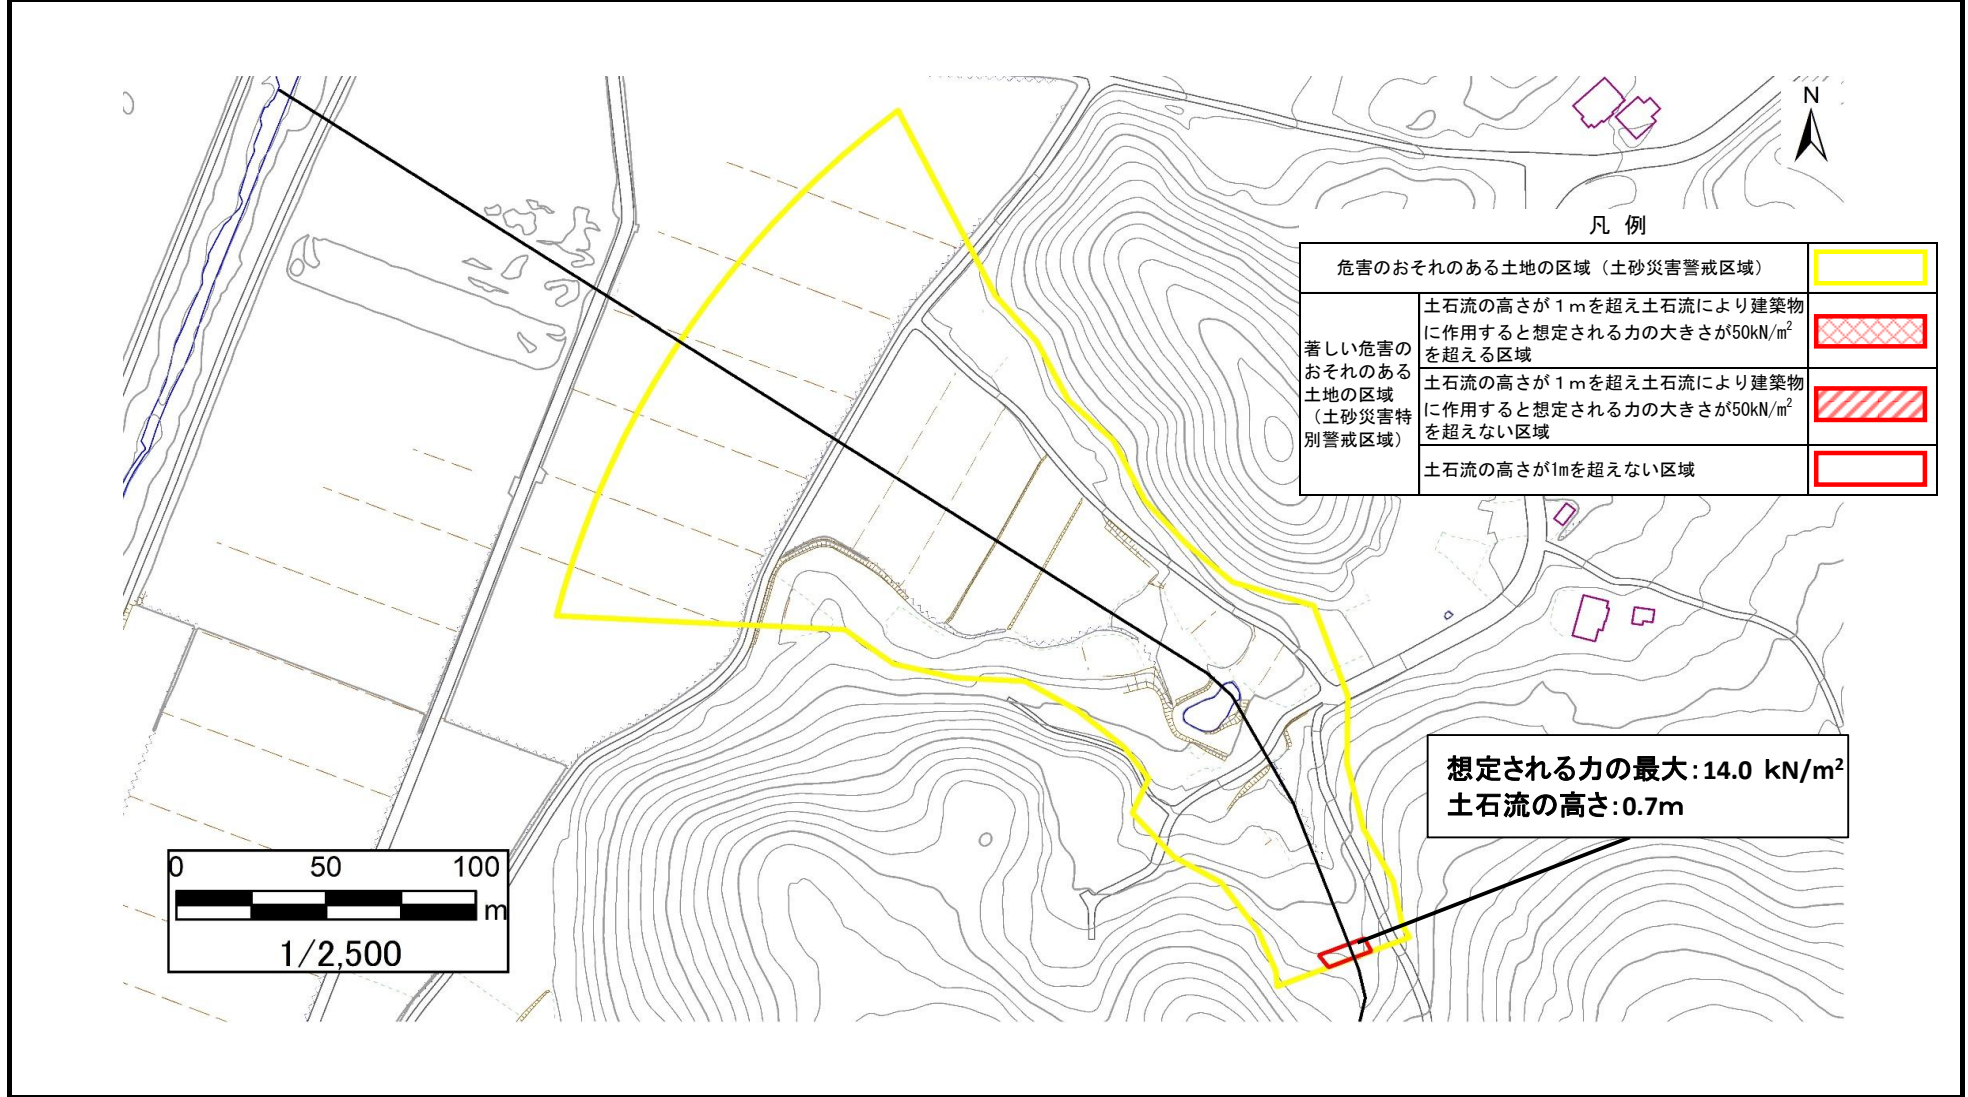 N
凡 例
危害のおそれのある土地の区域（土砂災害警戒区域）
著しい危害の
おそれのある
土地の区域
（土砂災害特
別警戒区域）
土石流の高さが１ｍを超え土石流により建築物
に作用すると想定される力の大きさが50kN/㎡
を超える区域
土石流の高さが１ｍを超え土石流により建築物
に作用すると想定される力の大きさが50kN/㎡
を超えない区域
土石流の高さが1mを超えない区域
想定される力の最大：14.0 kN/m²
土石流の高さ：0.7m
0 50 100
m
1/2,500